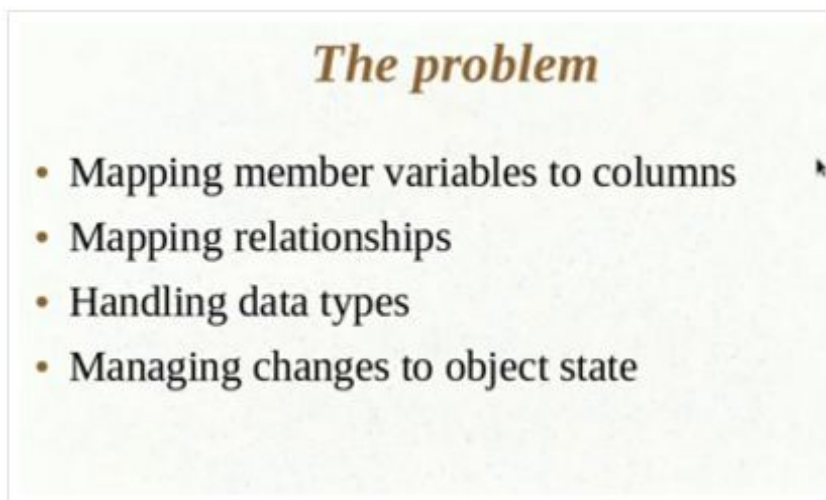 The problem
• Mapping member variables to columns
• Mapping relationships
• Handling data types
• Managing changes to object state